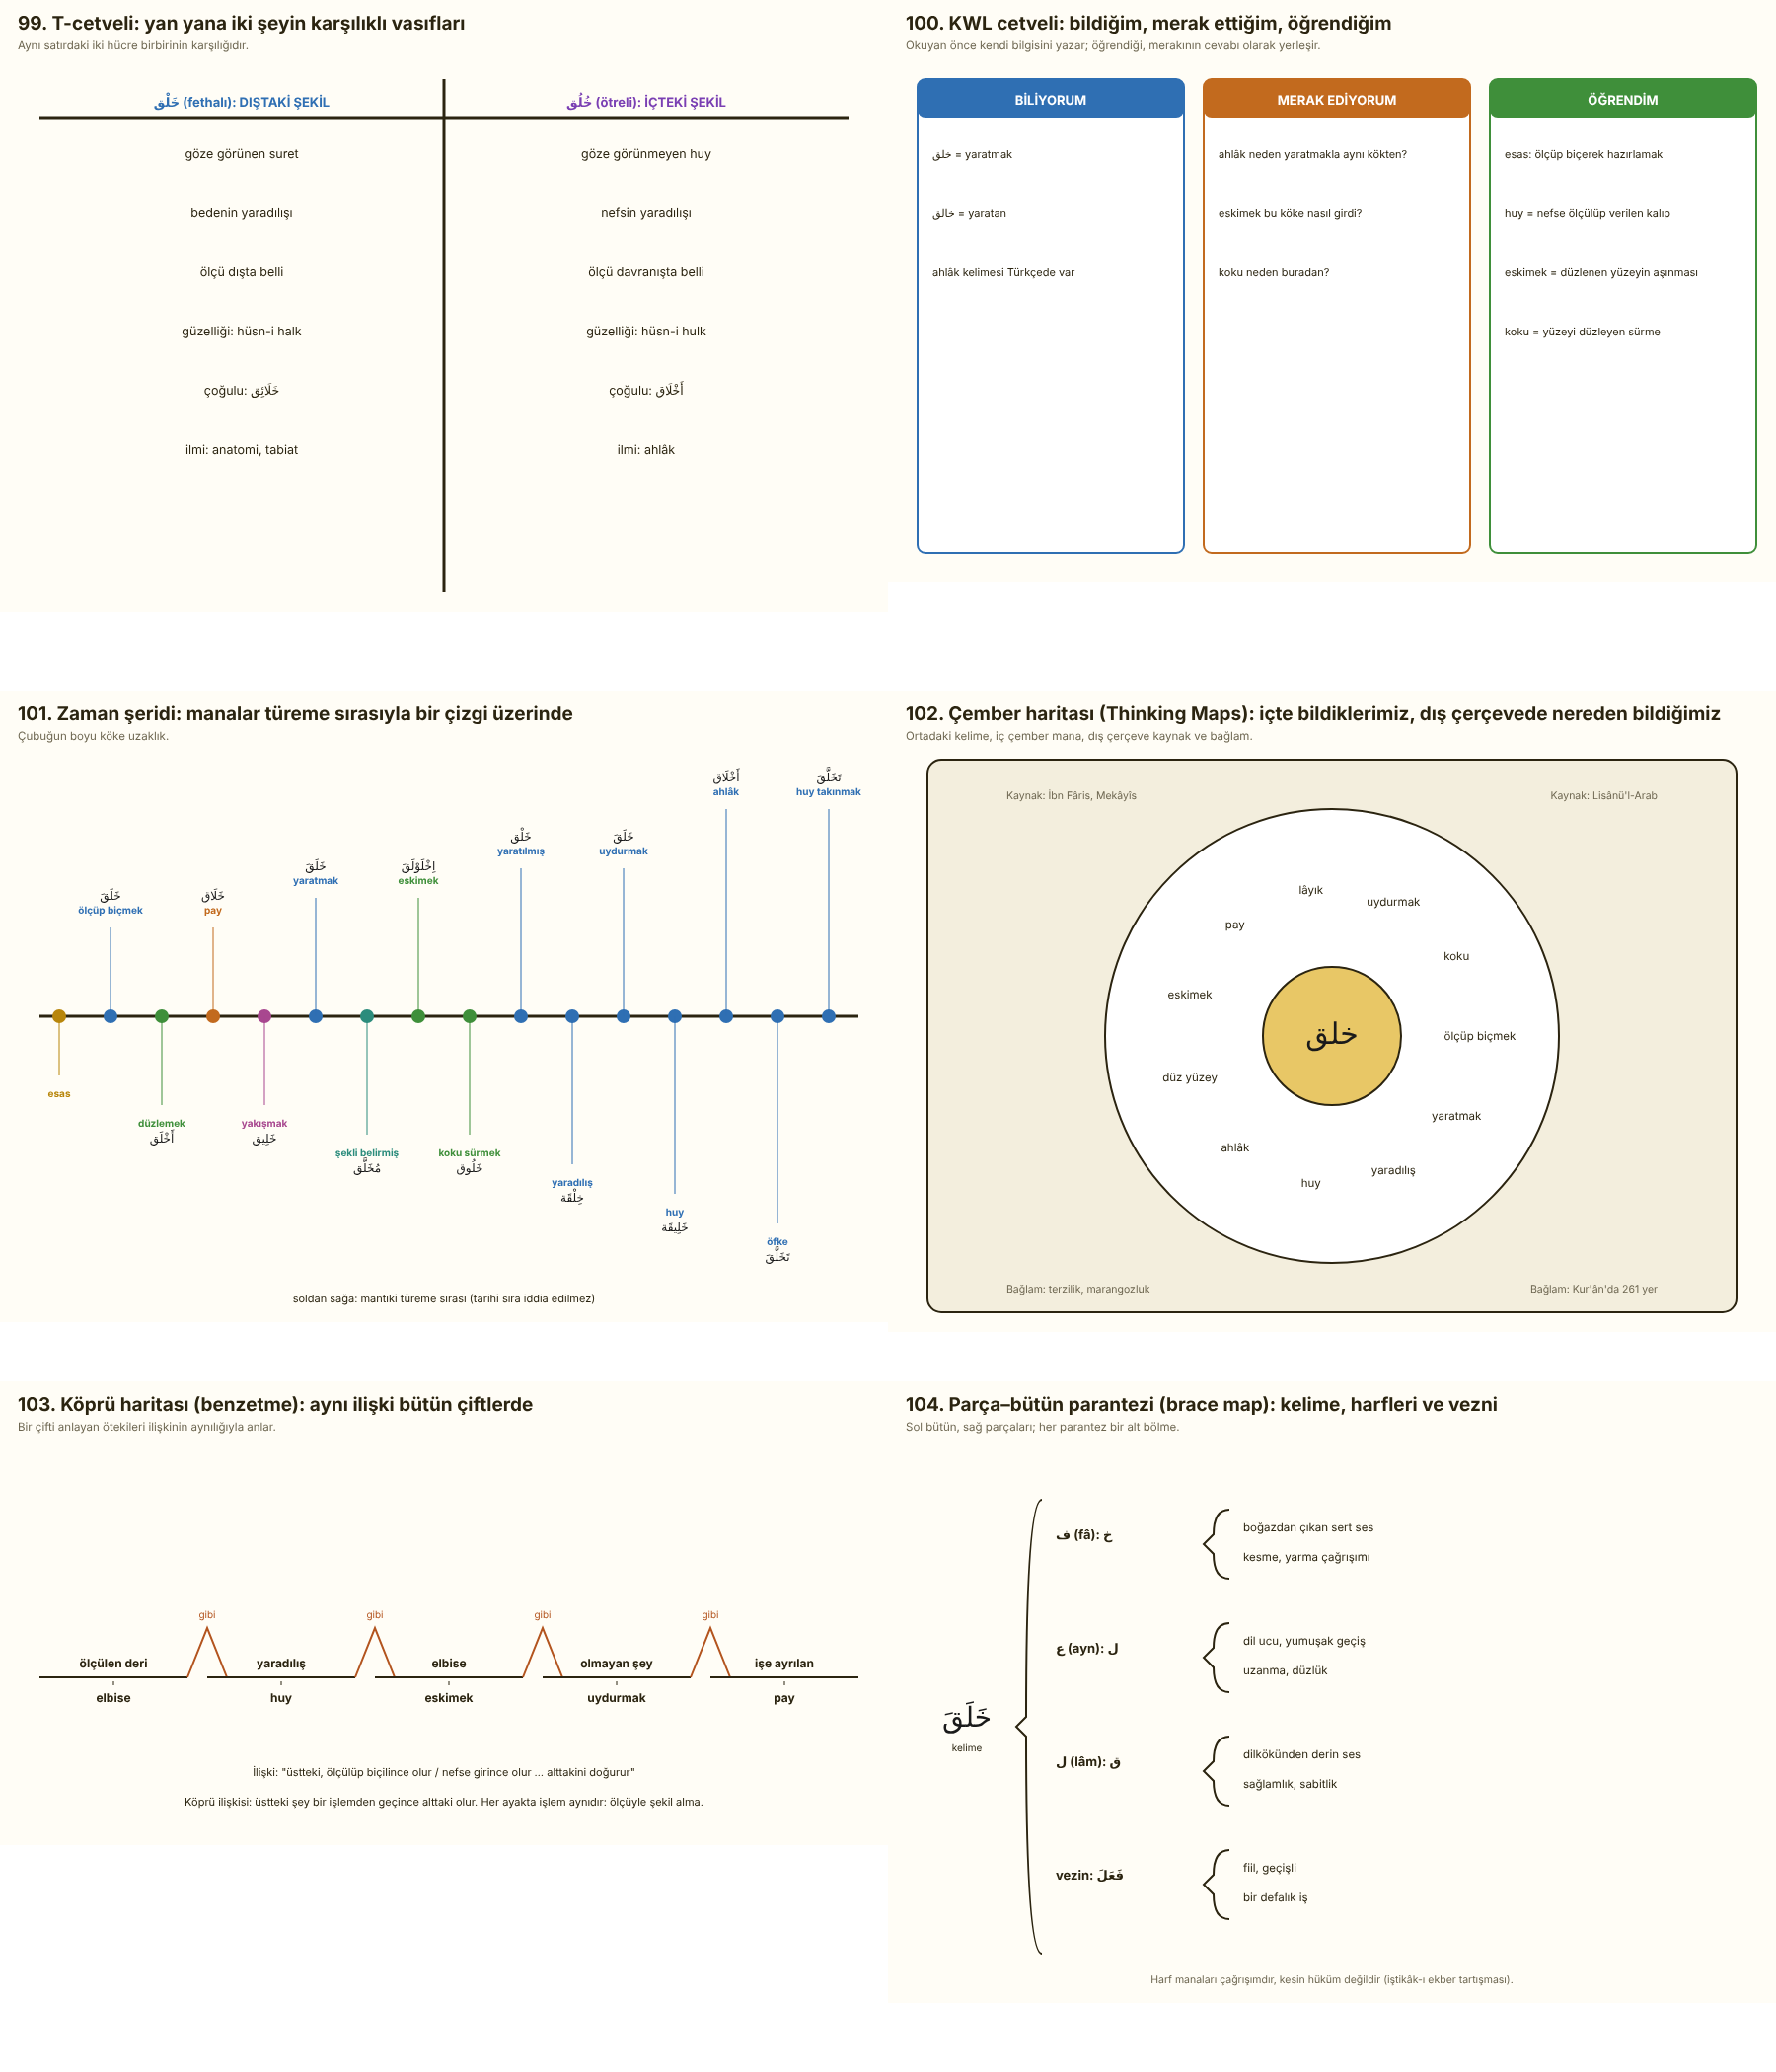 99. T-cetveli: yan yana iki şeyin karşılıklı vasıfları
Aynı satırdaki iki hücre birbirinin karşılığıdır.
خَلْق (fethalı): DIŞTAKİ ŞEKİL
خُلُق (ötreli): İÇTEKİ ŞEKİL
göze görünen suret
göze görünmeyen huy
bedenin yaradılışı
nefsin yaradılışı
ölçü dışta belli
ölçü davranışta belli
güzelliği: hüsn-i halk
güzelliği: hüsn-i hulk
çoğulu: خَلَائِق
çoğulu: أَخْلَاق
ilmi: anatomi, tabiat
ilmi: ahlâk
100. KWL cetveli: bildiğim, merak ettiğim, öğrendiğim
Okuyan önce kendi bilgisini yazar; öğrendiği, merakının cevabı olarak yerleşir.
BİLİYORUM
خلق = yaratmak
خالق = yaratan
ahlâk kelimesi Türkçede var
MERAK EDİYORUM
ahlâk neden yaratmakla aynı kökten?
eskimek bu köke nasıl girdi?
koku neden buradan?
ÖĞRENDİM
esas: ölçüp biçerek hazırlamak
huy = nefse ölçülüp verilen kalıp
eskimek = düzlenen yüzeyin aşınması
koku = yüzeyi düzleyen sürme
101. Zaman şeridi: manalar türeme sırasıyla bir çizgi üzerinde
Çubuğun boyu köke uzaklık.
esas
خَلَقَ
ölçüp biçmek
düzlemek
أَخْلَق
خَلَاق
pay
yakışmak
خَلِيق
خَلَقَ
yaratmak
şekli belirmiş
مُخَلَّق
اِخْلَوْلَقَ
eskimek
koku sürmek
خَلُوق
خَلْق
yaratılmış
yaradılış
خِلْقَة
خَلَقَ
uydurmak
huy
خَلِيقَة
أَخْلَاق
ahlâk
öfke
تَخَلَّقَ
تَخَلَّقَ
huy takınmak
soldan sağa: mantıkî türeme sırası (tarihî sıra iddia edilmez)
102. Çember haritası (Thinking Maps): içte bildiklerimiz, dış çerçevede nereden bildiğimiz
Ortadaki kelime, iç çember mana, dış çerçeve kaynak ve bağlam.
Kaynak: İbn Fâris, Mekâyîs
Kaynak: Lisânü'l-Arab
lâyık
uydurmak
pay
koku
eskimek
خلق
ölçüp biçmek
düz yüzey
yaratmak
ahlâk
yaradılış
huy
Bağlam: terzilik, marangozluk
Bağlam: Kur'ân'da 261 yer
103. Köprü haritası (benzetme): aynı ilişki bütün çiftlerde
Bir çifti anlayan ötekileri ilişkinin aynılığıyla anlar.
gibi
gibi
gibi
gibi
ölçülen deri
yaradılış
elbise
olmayan şey
işe ayrılan
elbise
huy
eskimek
uydurmak
pay
İlişki: "üstteki, ölçülüp biçilince olur / nefse girince olur ... alttakini doğurur"
Köprü ilişkisi: üstteki şey bir işlemden geçince alttaki olur. Her ayakta işlem aynıdır: ölçüyle şekil alma.
104. Parça–bütün parantezi (brace map): kelime, harfleri ve vezni
Sol bütün, sağ parçaları; her parantez bir alt bölme.
خَلَقَ
kelime
ف (fâ): خ
boğazdan çıkan sert ses
kesme, yarma çağrışımı
ع (ayn): ل
dil ucu, yumuşak geçiş
uzanma, düzlük
ل (lâm): ق
dilkökünden derin ses
sağlamlık, sabitlik
vezin: فَعَلَ
fiil, geçişli
bir defalık iş
Harf manaları çağrışımdır, kesin hüküm değildir (iştikâk-ı ekber tartışması).